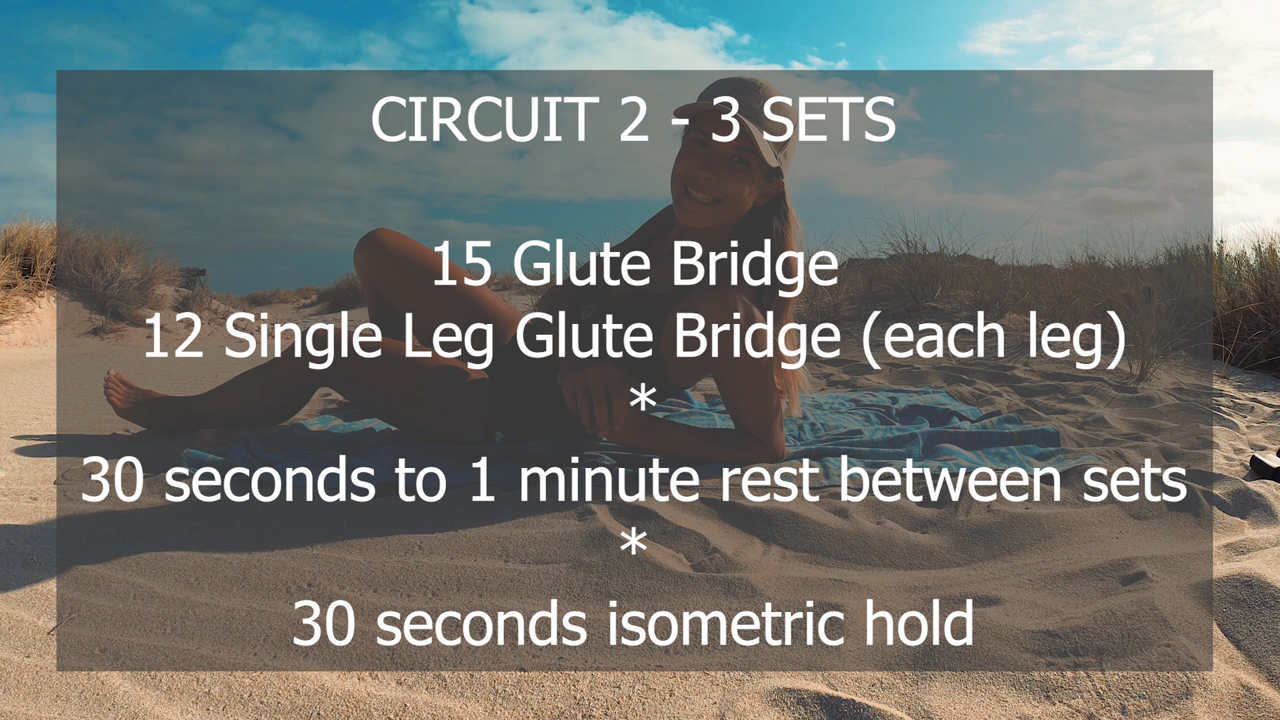 CIRCUIT 2 - 3 SETS
15 Glute Bridge
12 Single Leg Glute Bridge (each leg)
*
30 seconds to 1 minute rest between sets
*
30 seconds isometric hold